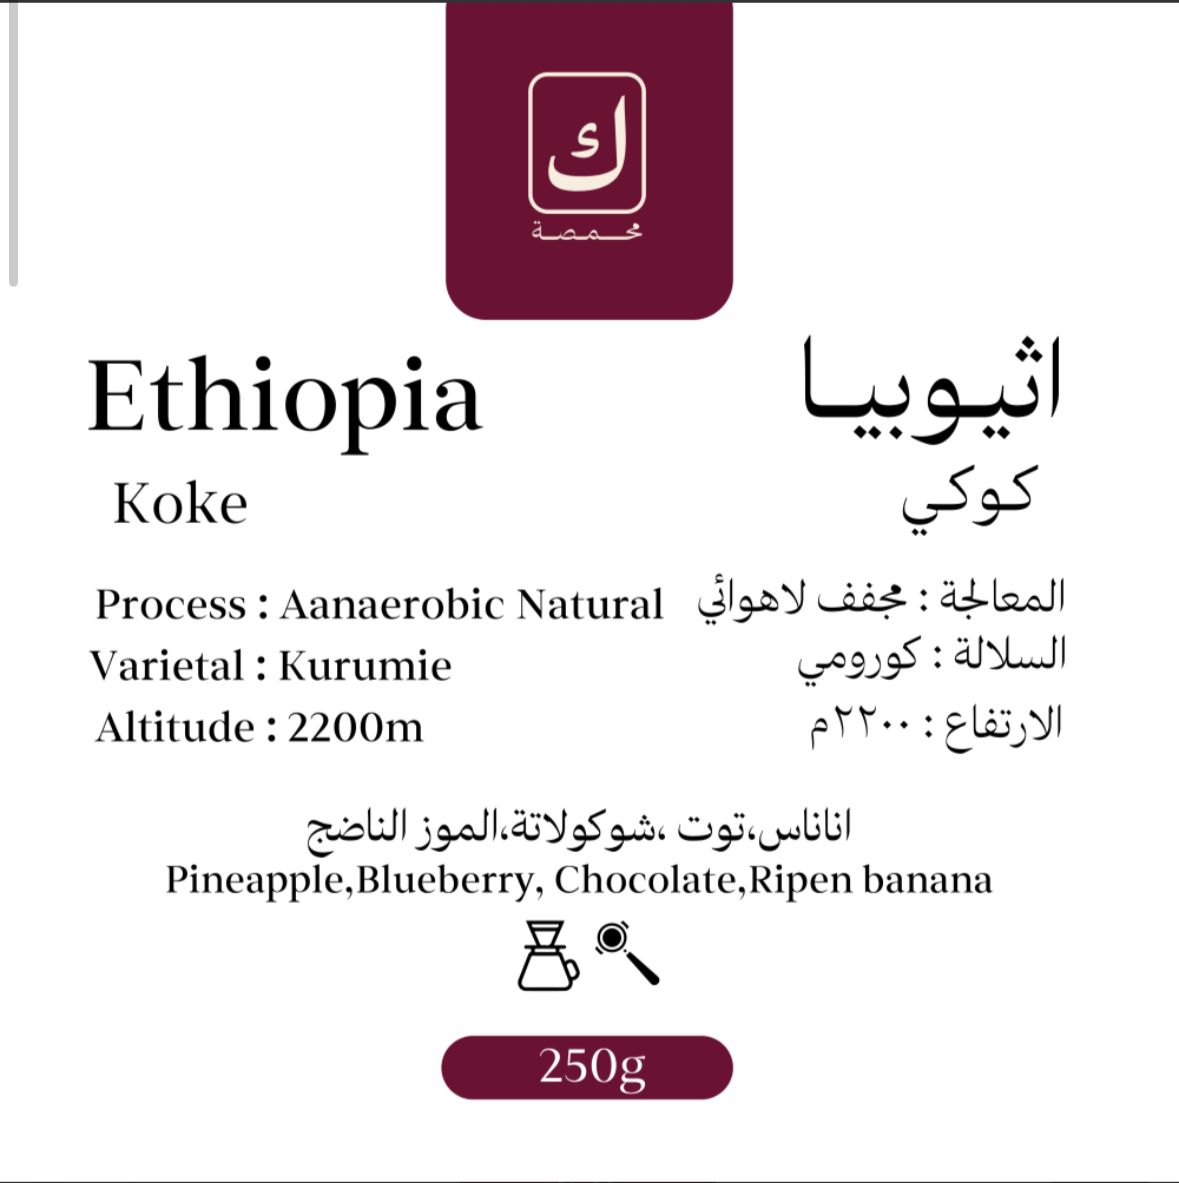 ك
محمصة
Ethiopia
اثيوبيا
Koke
كوكي
Process : Aanaerobic Natural
المعالجة : مجفف لاهوائي
Varietal : Kurumie
السلالة : كورومي
Altitude : 2200m
الارتفاع : ٢٢٠٠م
اناناس،توت ،شوكولاتة،الموز الناضج
Pineapple,Blueberry, Chocolate,Ripen banana
250g